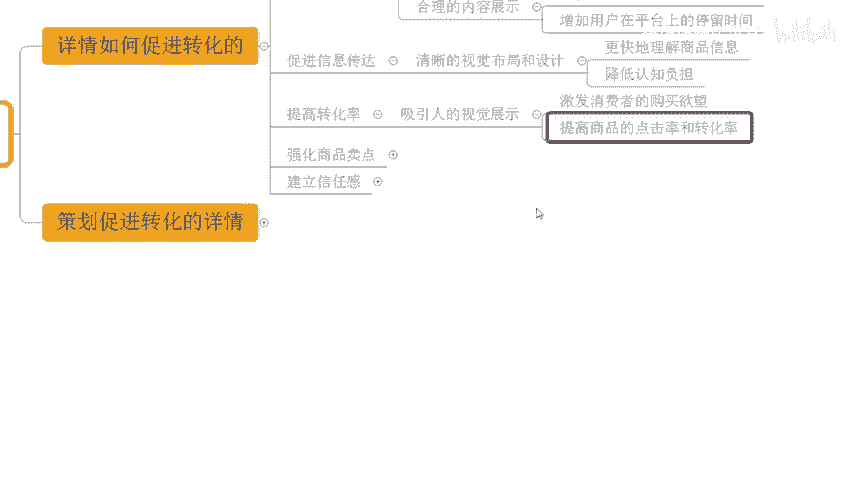 合理的内容展示
增加用户在平台上的停留时间
详情如何促进转化的
促进信息传达
清晰的视觉布局和设计
更快地理解商品信息
降低认知负担
提高转化率
吸引人的视觉展示
激发消费者的购买欲望
提高商品的点击率和转化率
强化商品卖点
建立信任感
策划促进转化的详情